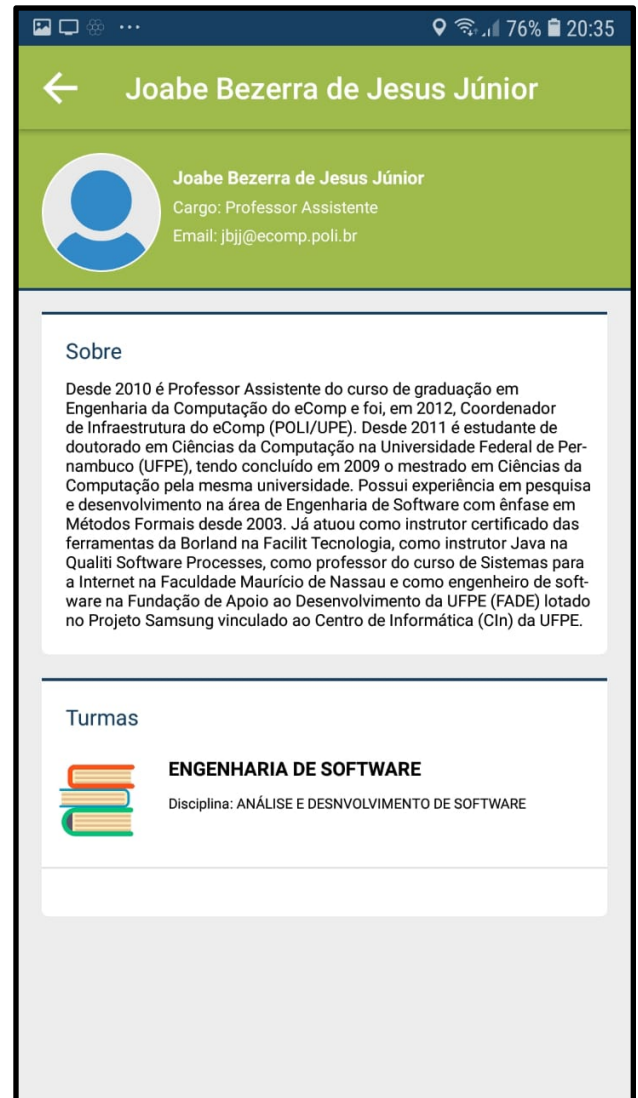 76% 20:35
Joabe Bezerra de Jesus Júnior
Joabe Bezerra de Jesus Júnior
Cargo: Professor Assistente
Email: jbjj@ecomp.poli.br
Sobre
Desde 2010 é Professor Assistente do curso de graduação em
Engenharia da Computação do eComp e foi, em 2012, Coordenador
de Infraestrutura do eComp (POLI/UPE). Desde 2011 é estudante de
doutorado em Ciências da Computação na Universidade Federal de Per-
nambuco (UFPE), tendo concluído em 2009 o mestrado em Ciências da
Computação pela mesma universidade. Possui experiência em pesquisa
e desenvolvimento na área de Engenharia de Software com ênfase em
Métodos Formais desde 2003. Já atuou como instrutor certificado das
ferramentas da Borland na Facilit Tecnologia, como instrutor Java na
Qualiti Software Processes, como professor do curso de Sistemas para
a Internet na Faculdade Maurício de Nassau e como engenheiro de soft-
ware na Fundação de Apoio ao Desenvolvimento da UFPE (FADE) lotado
no Projeto Samsung vinculado ao Centro de Informática (CIn) da UFPE.
Turmas
ENGENHARIA DE SOFTWARE
Disciplina: ANÁLISE E DESNVOLVIMENTO DE SOFTWARE